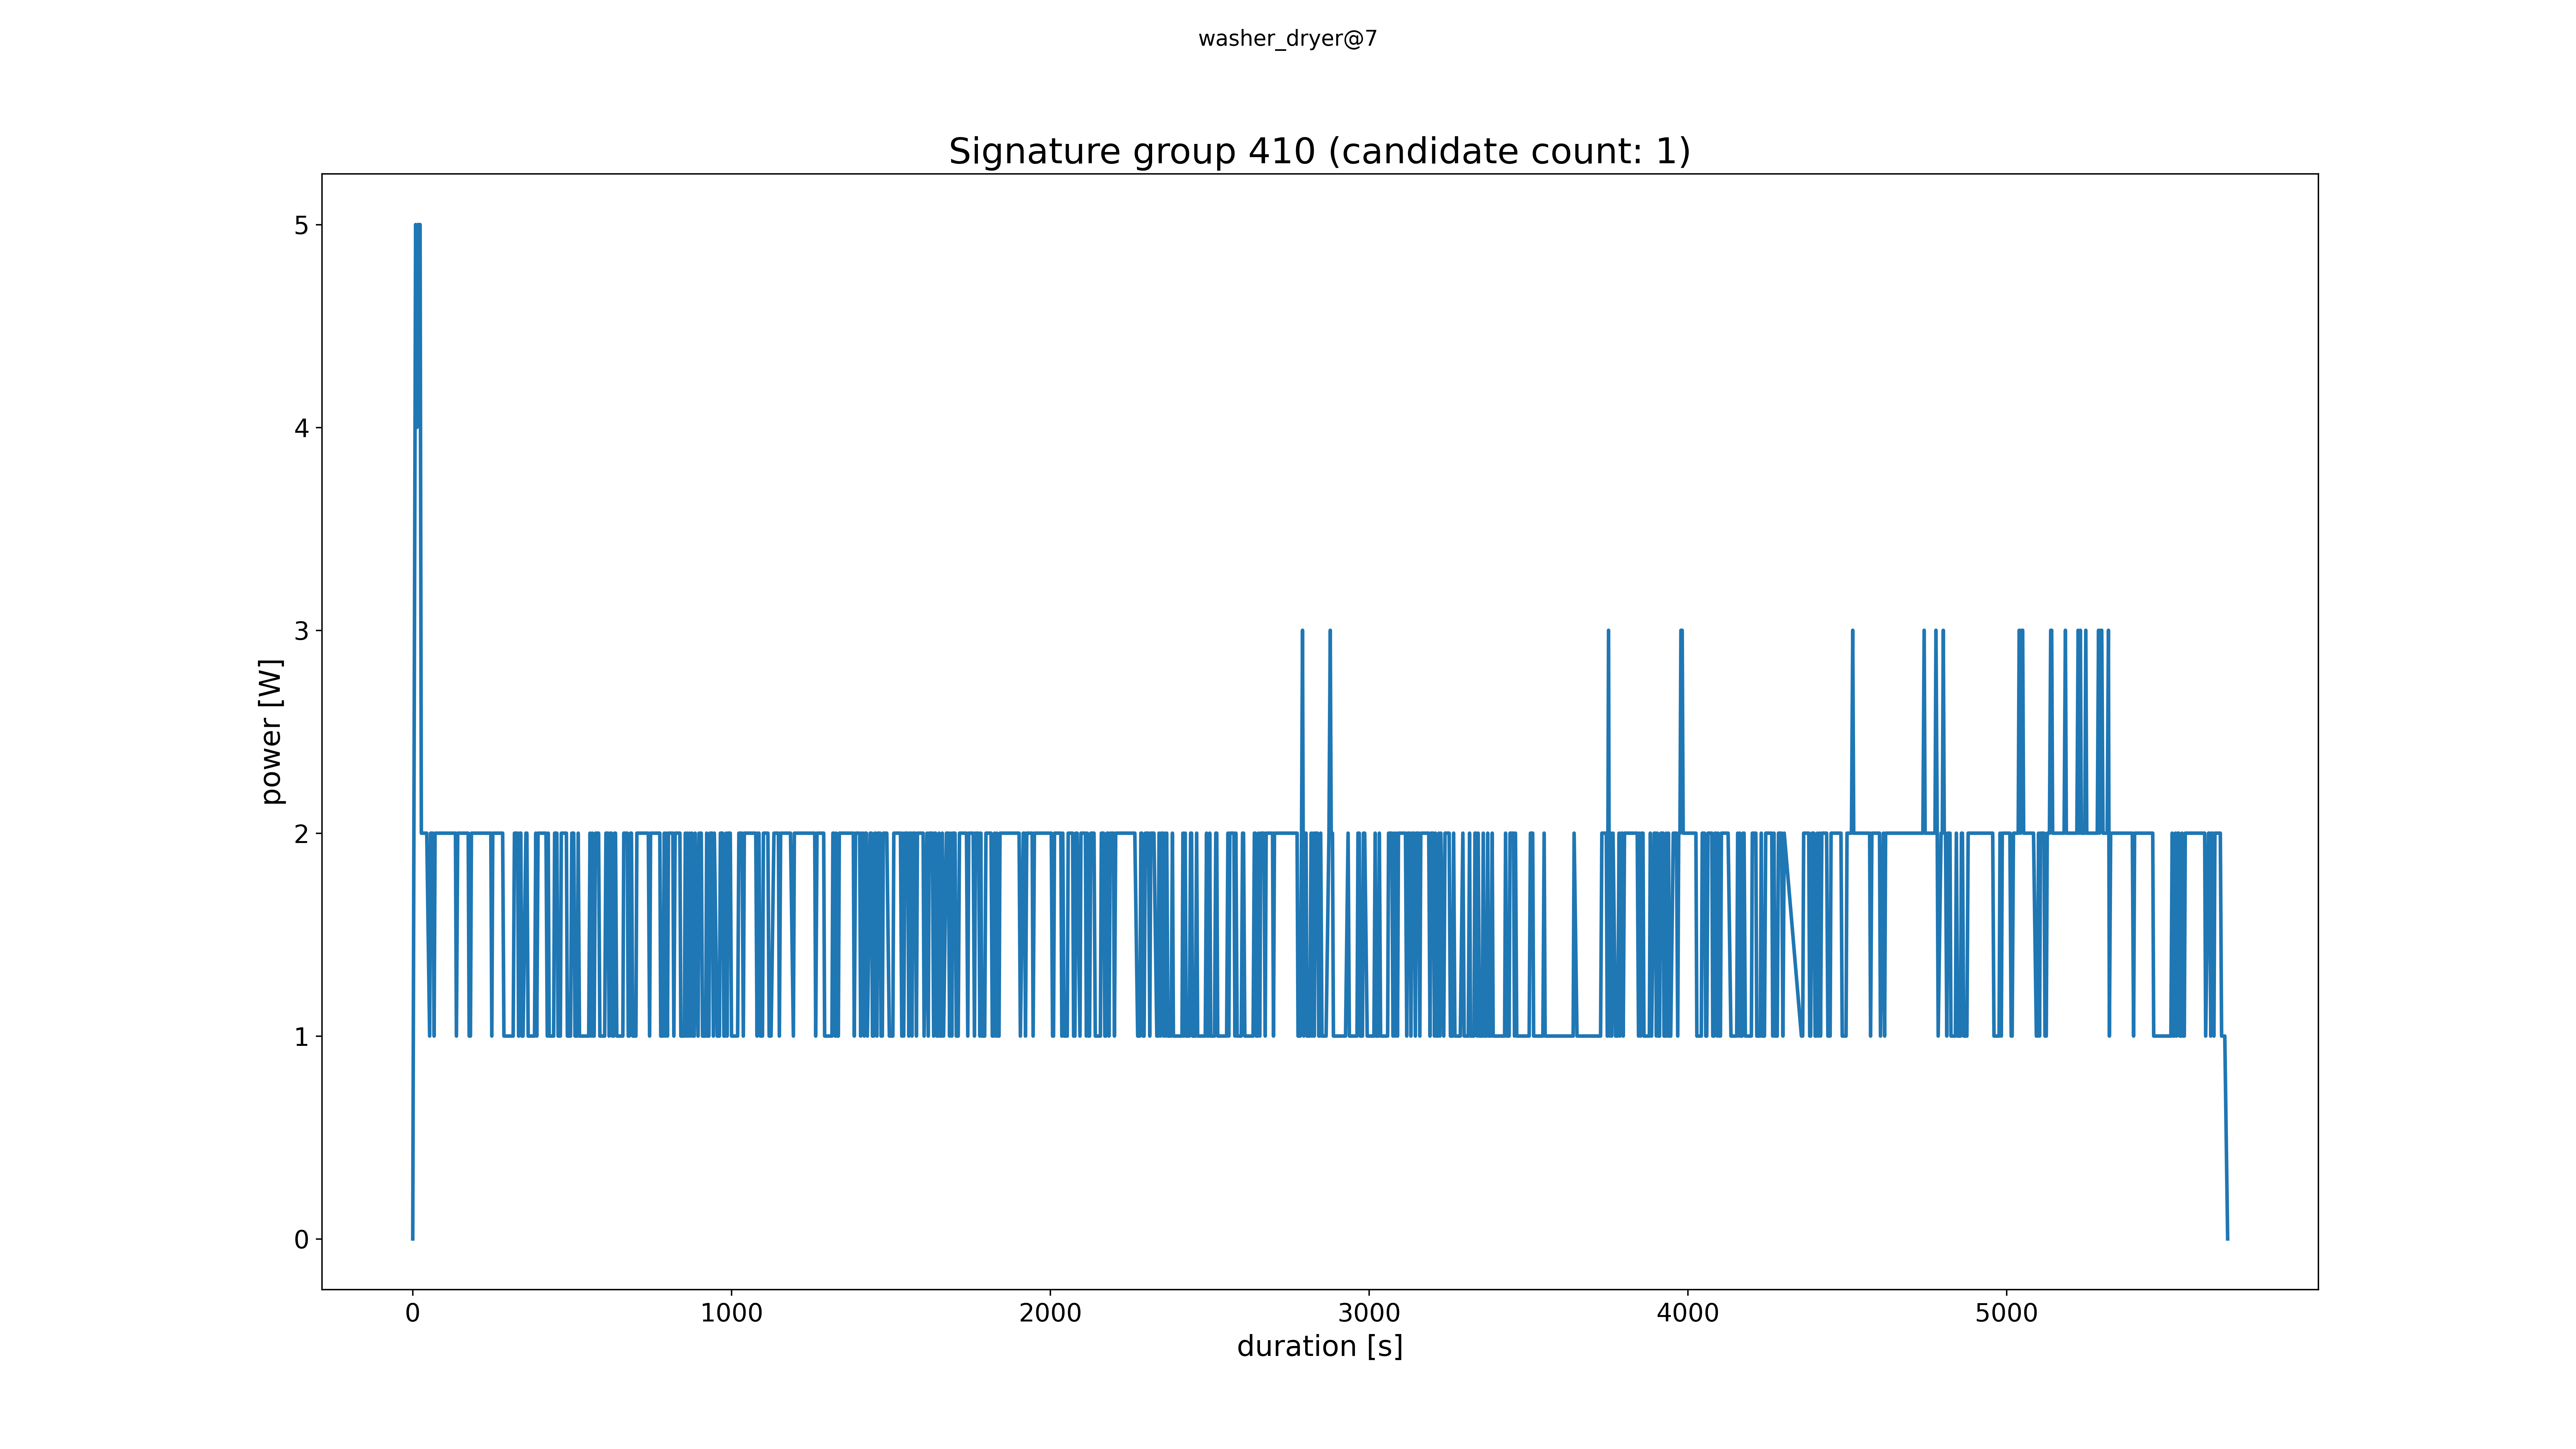 washer_dryer@7
Signature group 410 (candidate count: 1)
5
4
3
2
1
0
power [W]
0 1000 2000 3000 4000 5000
duration [s]